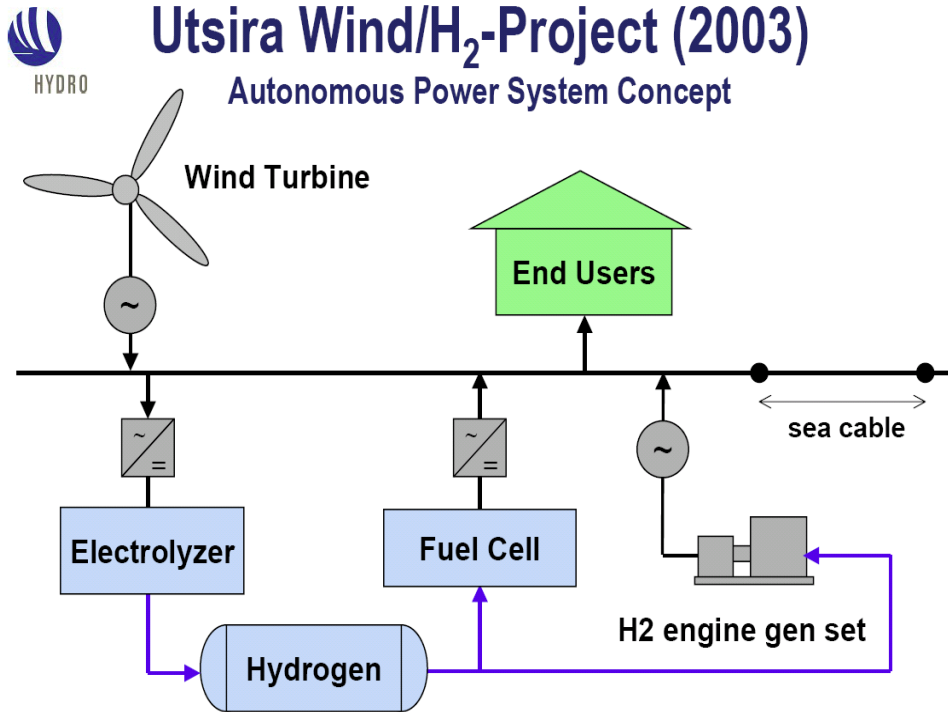 Utsira Wind/H₂-Project (2003)
HYDRO
Autonomous Power System Concept
Wind Turbine
End Users
~
sea cable
~
=
~
=
~
Electrolyzer
Fuel Cell
H2 engine gen set
Hydrogen